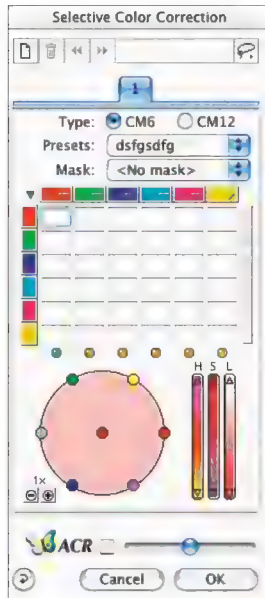 Selective Color Correction
1
Type: CM6 CM12
Presets: dsfgsdfg
Mask: <No mask>
H S L
1x
ACR
Cancel OK